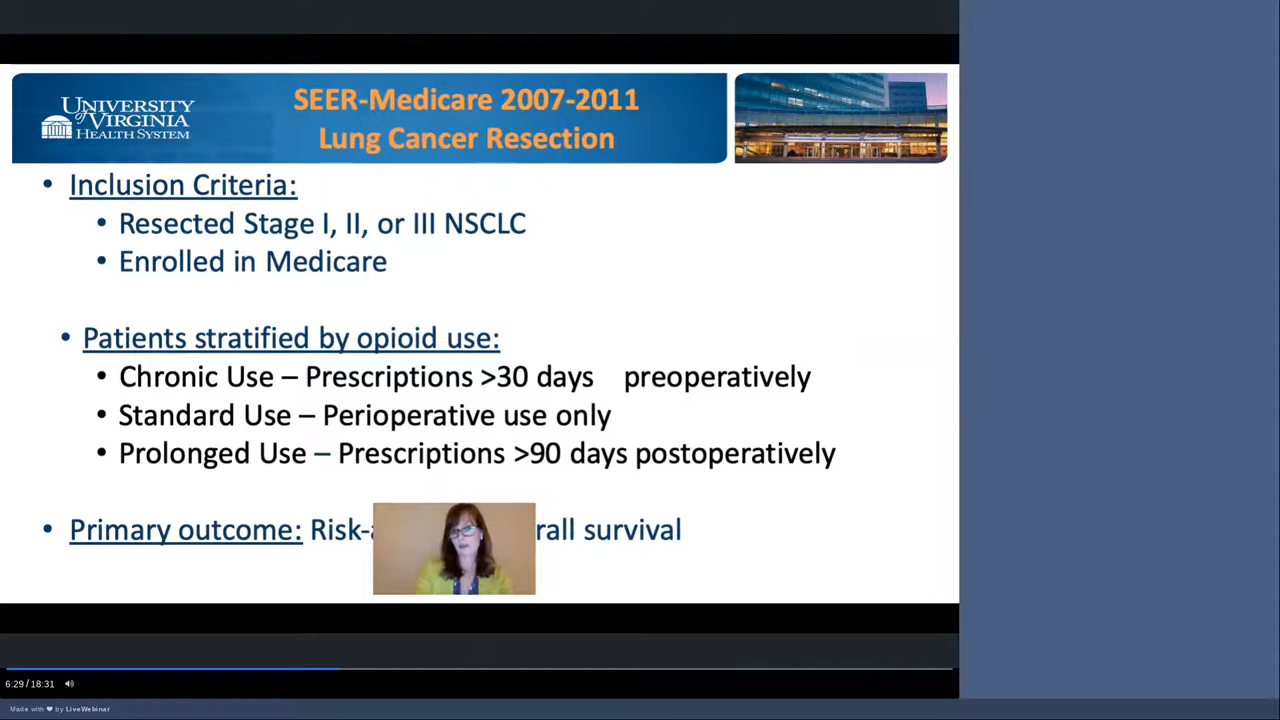 UNIVERSITY
of VIRGINIA
HEALTH SYSTEM
SEER-Medicare 2007-2011
Lung Cancer Resection
• Inclusion Criteria:
• Resected Stage I, II, or III NSCLC
• Enrolled in Medicare
• Patients stratified by opioid use:
• Chronic Use – Prescriptions >30 days preoperatively
• Standard Use – Perioperative use only
• Prolonged Use – Prescriptions >90 days postoperatively
• Primary outcome: Risk- survival
6:29 / 18:31
Made with ❤ by LiveWebinar